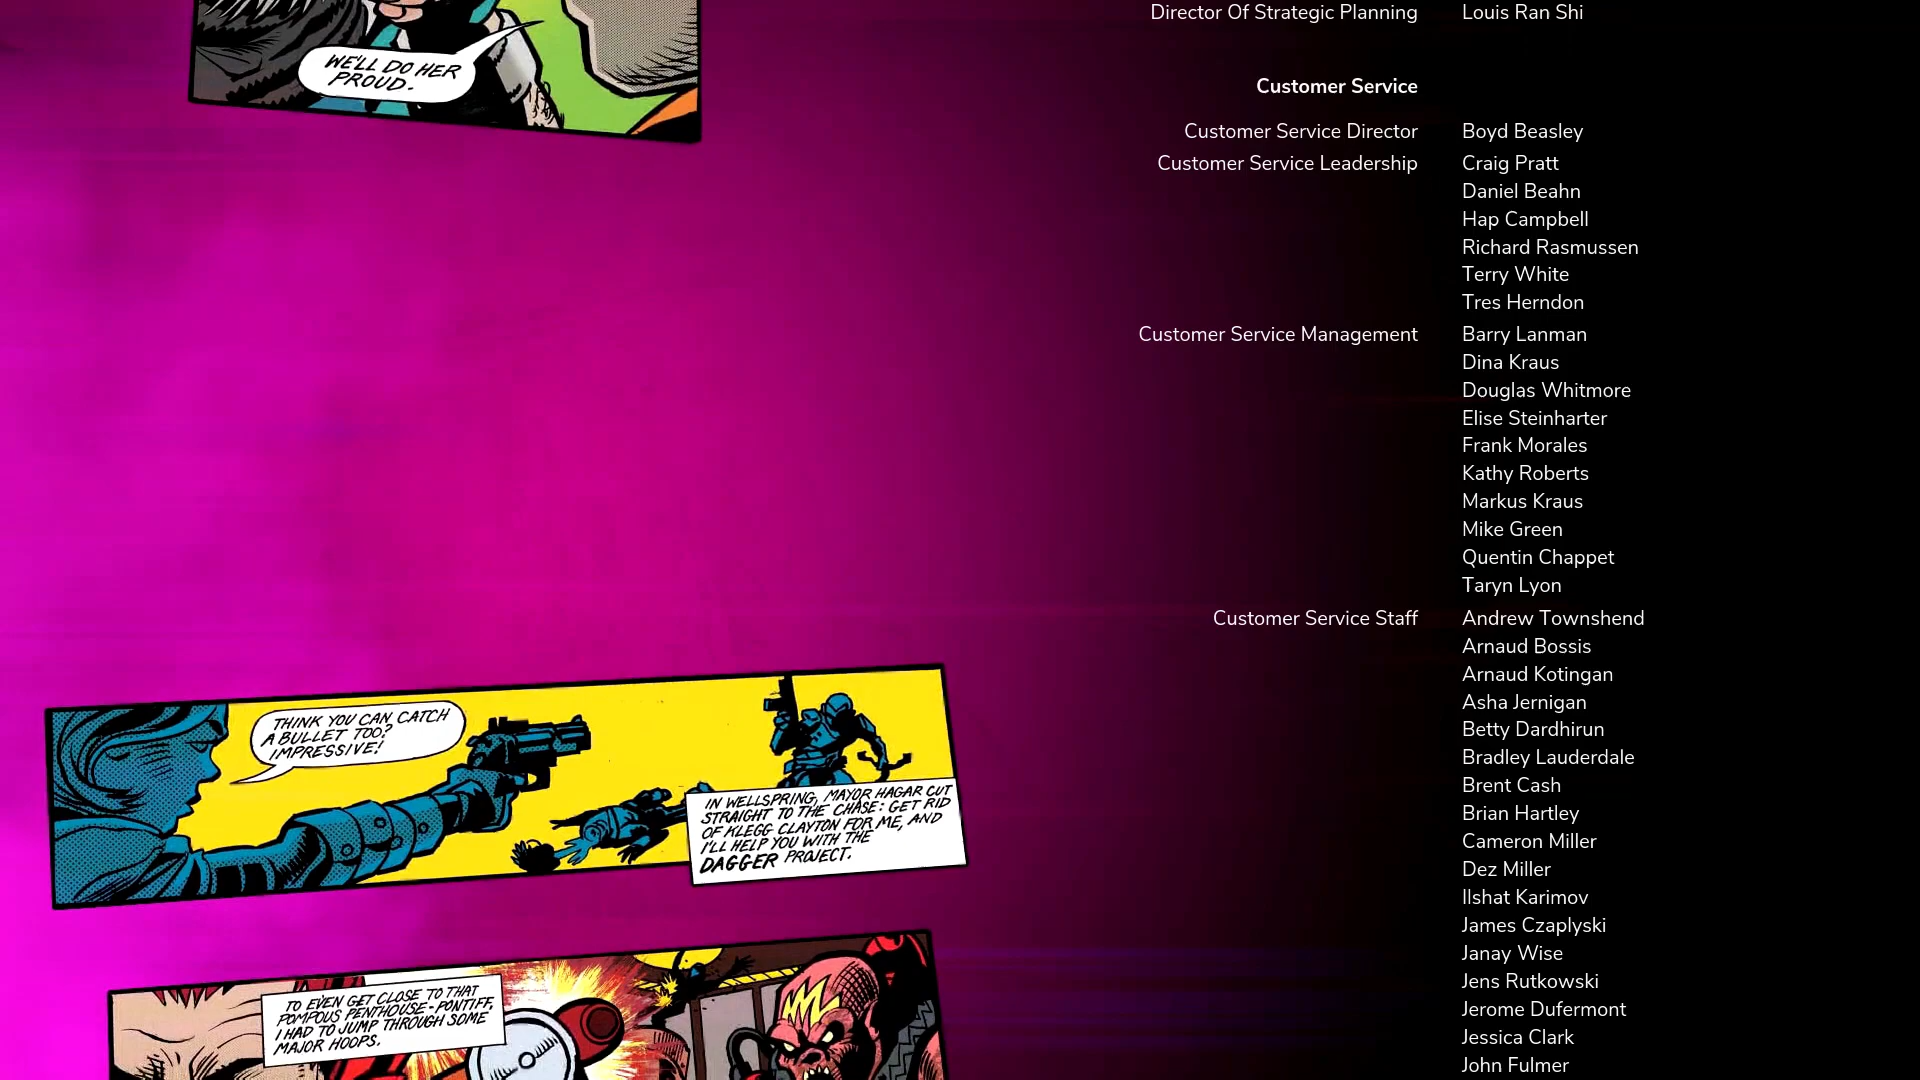 WE'LL DO HER
PROUD.
THINK YOU CAN CATCH
A BULLET TOO?
IMPRESSIVE!
IN WELLSPRING, MAYOR HAGAR CUT
STRAIGHT TO THE CHASE: GET RID
OF KLEGG CLAYTON FOR ME, AND
I'LL HELP YOU WITH THE
DAGGER PROJECT.
TO EVEN GET CLOSE TO THAT
POMPOUS PENTHOUSE-PONTIFF,
I HAD TO JUMP THROUGH SOME
MAJOR HOOPS.
Director Of Strategic Planning Louis Ran Shi
Customer Service
Customer Service Director Boyd Beasley
Customer Service Leadership Craig Pratt
Daniel Beahn
Hap Campbell
Richard Rasmussen
Terry White
Tres Herndon
Customer Service Management Barry Lanman
Dina Kraus
Douglas Whitmore
Elise Steinharter
Frank Morales
Kathy Roberts
Markus Kraus
Mike Green
Quentin Chappet
Taryn Lyon
Customer Service Staff Andrew Townshend
Arnaud Bossis
Arnaud Kotingan
Asha Jernigan
Betty Dardhirun
Bradley Lauderdale
Brent Cash
Brian Hartley
Cameron Miller
Dez Miller
Ilshat Karimov
James Czaplyski
Janay Wise
Jens Rutkowski
Jerome Dufermont
Jessica Clark
John Fulmer